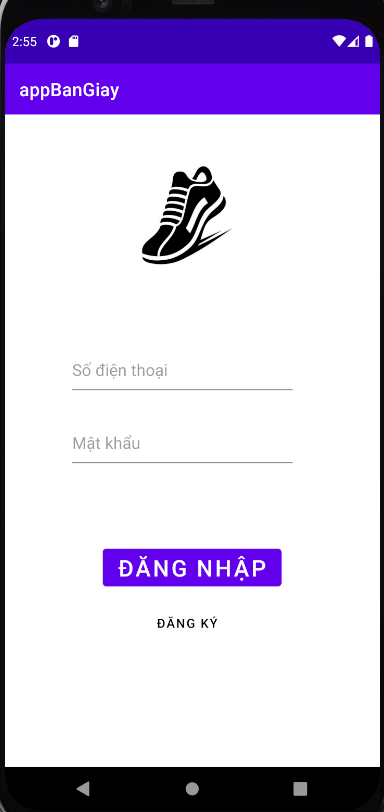 2:55
appBanGiay
Số điện thoại
Mật khẩu
ĐĂNG NHẬP
ĐĂNG KÝ